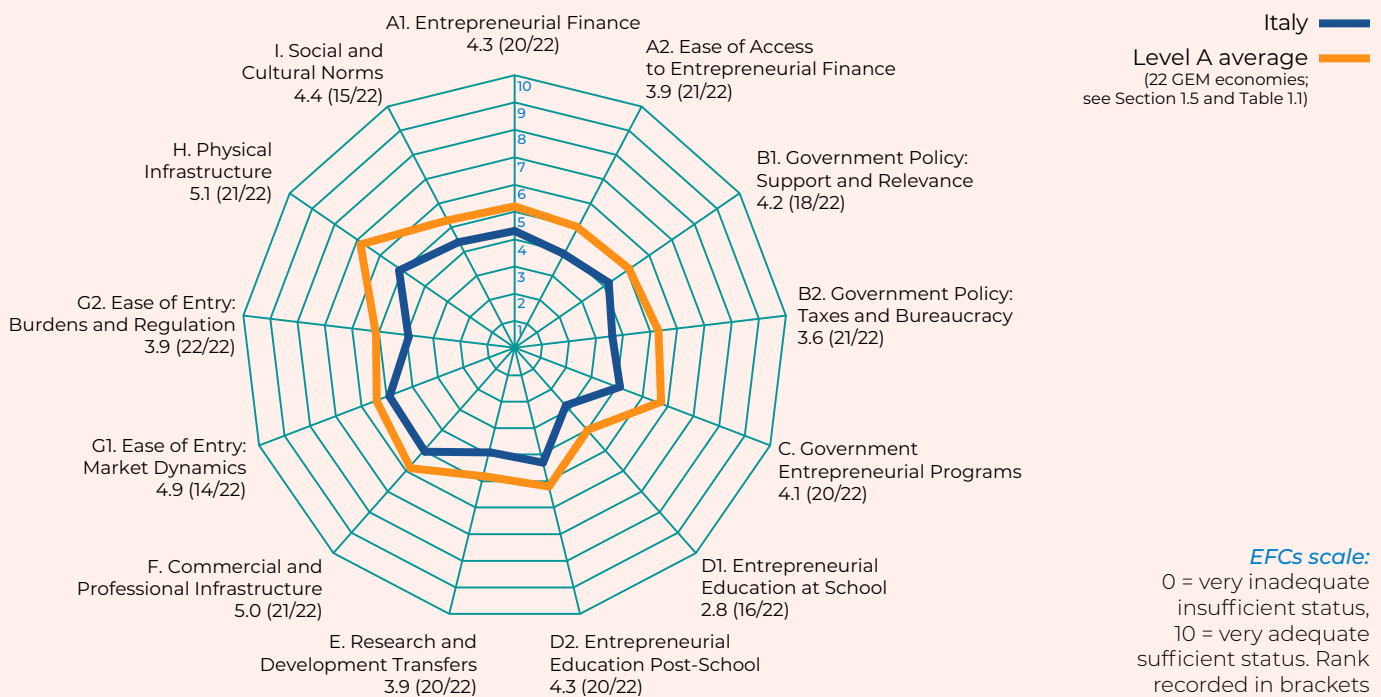 A1. Entrepreneurial Finance
4.3 (20/22)
A2. Ease of Access
to Entrepreneurial Finance
3.9 (21/22)
B1. Government Policy:
Support and Relevance
4.2 (18/22)
B2. Government Policy:
Taxes and Bureaucracy
3.6 (21/22)
C. Government
Entrepreneurial Programs
4.1 (20/22)
D1. Entrepreneurial
Education at School
2.8 (16/22)
D2. Entrepreneurial
Education Post-School
4.3 (20/22)
E. Research and
Development Transfers
3.9 (20/22)
F. Commercial and
Professional Infrastructure
5.0 (21/22)
G1. Ease of Entry:
Market Dynamics
4.9 (14/22)
G2. Ease of Entry:
Burdens and Regulation
3.9 (22/22)
H. Physical
Infrastructure
5.1 (21/22)
I. Social and
Cultural Norms
4.4 (15/22)
10
9
8
7
6
5
4
3
2
1
Italy
Level A average
(22 GEM economies;
see Section 1.5 and Table 1.1)
EFCs scale:
0 = very inadequate
insufficient status,
10 = very adequate
sufficient status. Rank
recorded in brackets